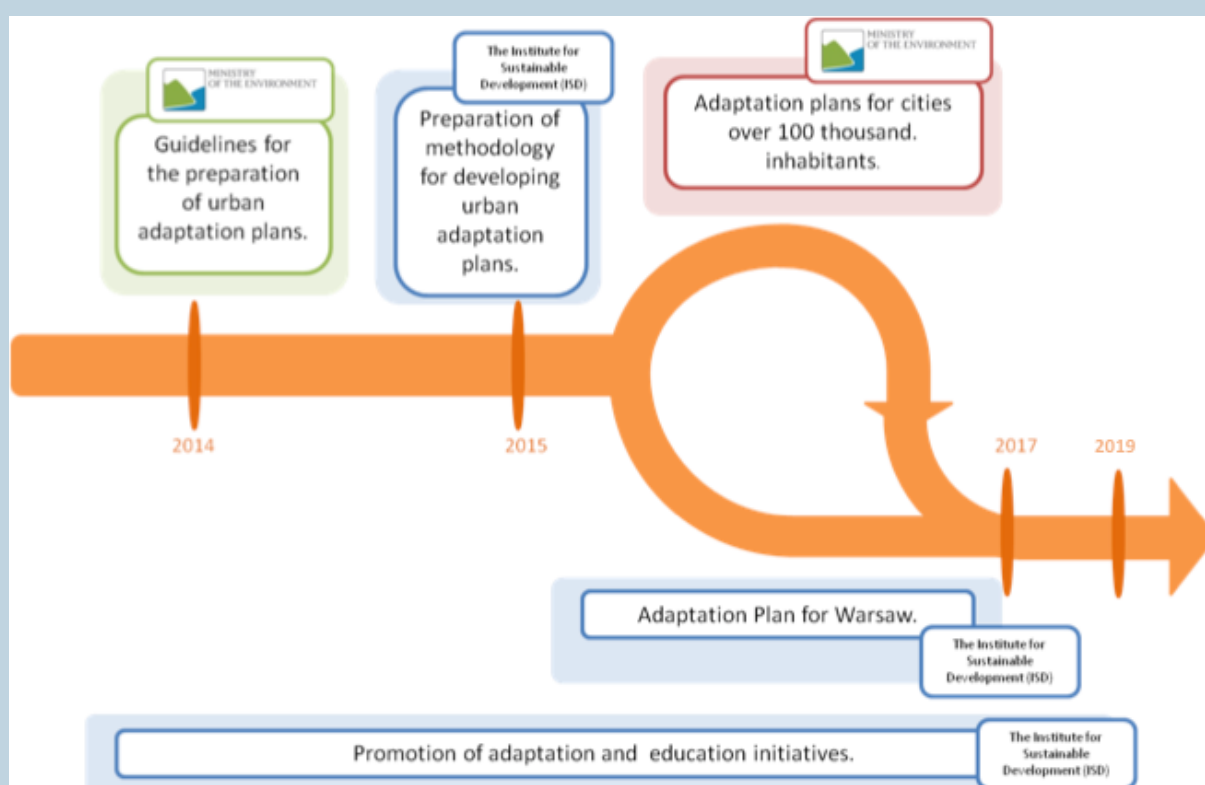 MINISTRY
OF THE ENVIRONMENT
Guidelines for
the preparation
of urban
adaptation plans.
The Institute for
Sustainable
Development (ISD)
Preparation of
methodology
for developing
urban
adaptation
plans.
MINISTRY
OF THE ENVIRONMENT
Adaptation plans for cities
over 100 thousand.
inhabitants.
2014
2015
2017
2019
Adaptation Plan for Warsaw.
The Institute for
Sustainable
Development (ISD)
Promotion of adaptation and education initiatives.
The Institute for
Sustainable
Development (ISD)